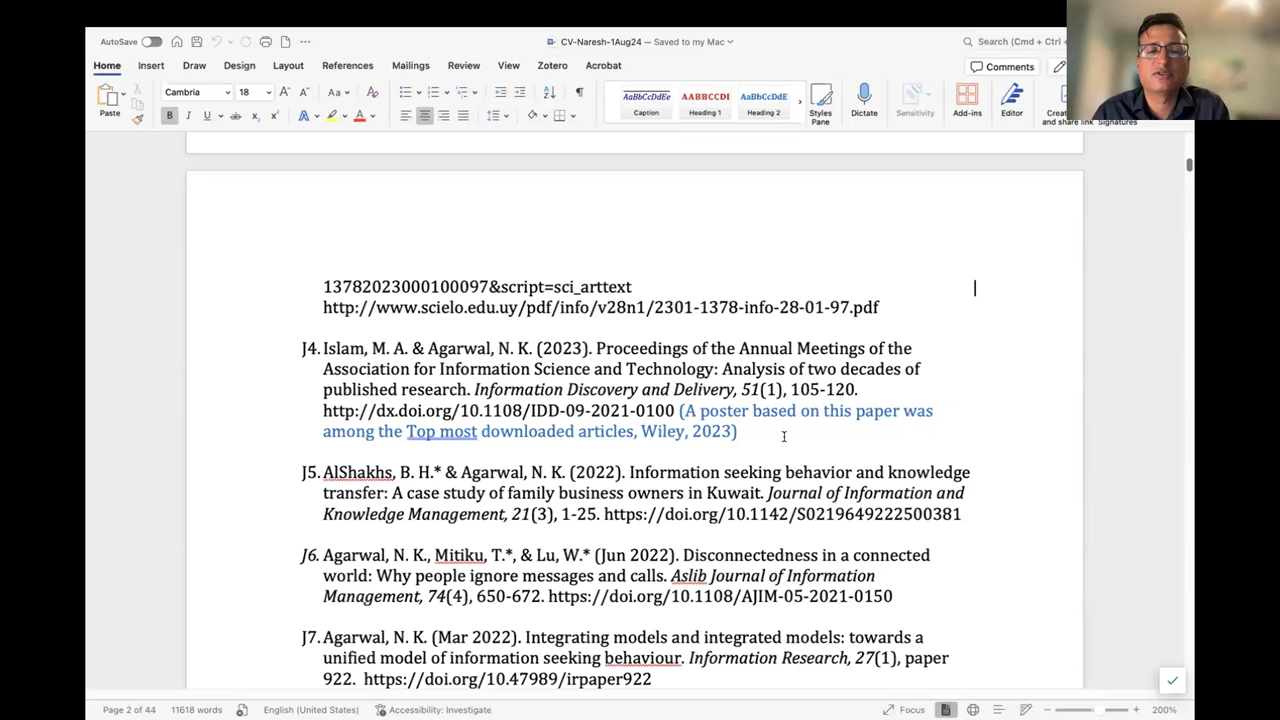 AutoSave
CV-Naresh-1Aug24 — Saved to my Mac
Search (Cmd + Ctrl +
Home Insert Draw Design Layout References Mailings Review View Zotero Acrobat
Comments
Paste
Cambria 18
Aa
AaBbCcDdEe AABBCCDI AaBbCcDdE
Caption Heading 1 Heading 2
Styles Pane
Dictate
Sensitivity
Add-ins
Editor
and share link Signatures
13782023000100097&script=sci_arttext
http://www.scielo.edu.uy/pdf/info/v28n1/2301-1378-info-28-01-97.pdf
J4. Islam, M. A. & Agarwal, N. K. (2023). Proceedings of the Annual Meetings of the
Association for Information Science and Technology: Analysis of two decades of
published research. Information Discovery and Delivery, 51(1), 105-120.
http://dx.doi.org/10.1108/IDD-09-2021-0100 (A poster based on this paper was
among the Top most downloaded articles, Wiley, 2023)
J5. AlShakhs, B. H.* & Agarwal, N. K. (2022). Information seeking behavior and knowledge
transfer: A case study of family business owners in Kuwait. Journal of Information and
Knowledge Management, 21(3), 1-25. https://doi.org/10.1142/S0219649222500381
J6. Agarwal, N. K., Mitiku, T.*, & Lu, W.* (Jun 2022). Disconnectedness in a connected
world: Why people ignore messages and calls. Aslib Journal of Information
Management, 74(4), 650-672. https://doi.org/10.1108/AJIM-05-2021-0150
J7. Agarwal, N. K. (Mar 2022). Integrating models and integrated models: towards a
unified model of information seeking behaviour. Information Research, 27(1), paper
922. https://doi.org/10.47989/irpaper922
Page 2 of 44 11618 words English (United States) Accessibility: Investigate Focus 200%